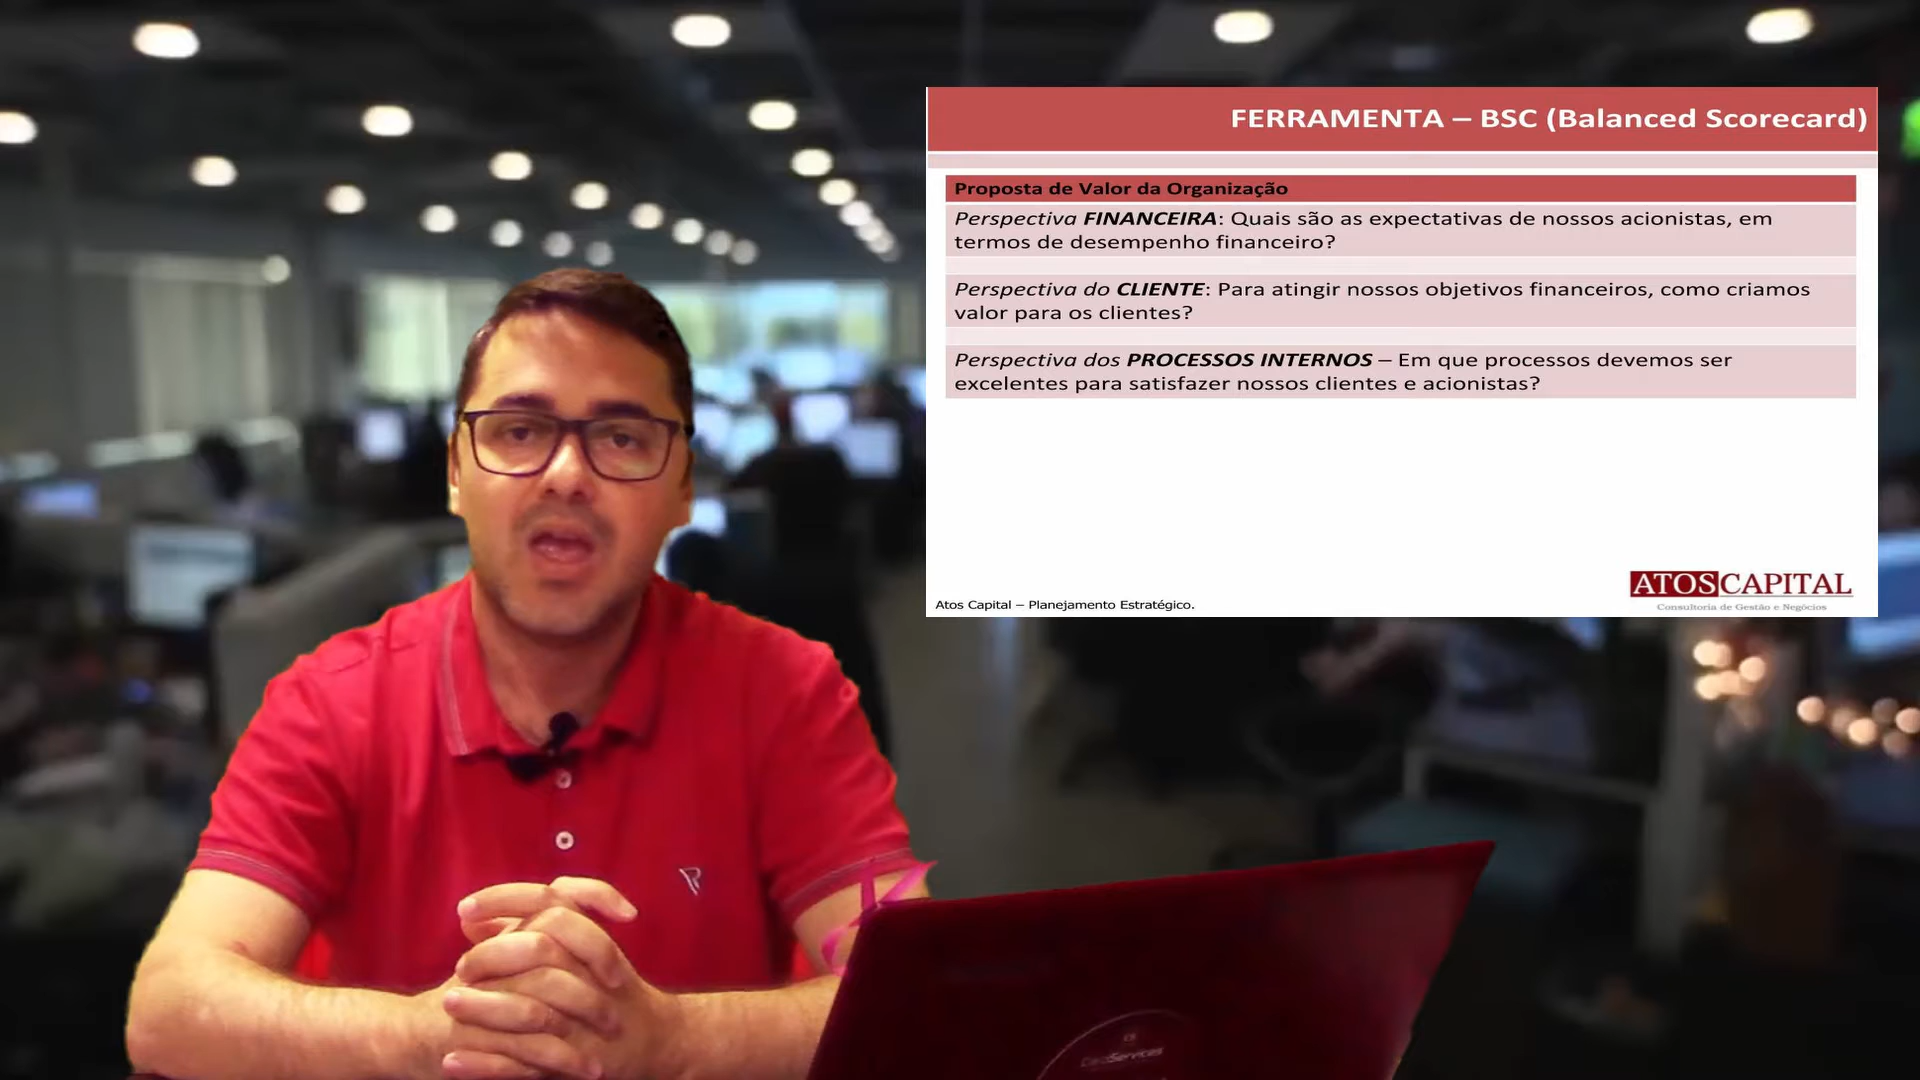 FERRAMENTA – BSC (Balanced Scorecard)
Proposta de Valor da Organização
Perspectiva FINANCEIRA: Quais são as expectativas de nossos acionistas, em
termos de desempenho financeiro?
Perspectiva do CLIENTE: Para atingir nossos objetivos financeiros, como criamos
valor para os clientes?
Perspectiva dos PROCESSOS INTERNOS – Em que processos devemos ser
excelentes para satisfazer nossos clientes e acionistas?
ATOSCAPITAL
Consultoria de Gestão e Negócios
Atos Capital – Planejamento Estratégico.